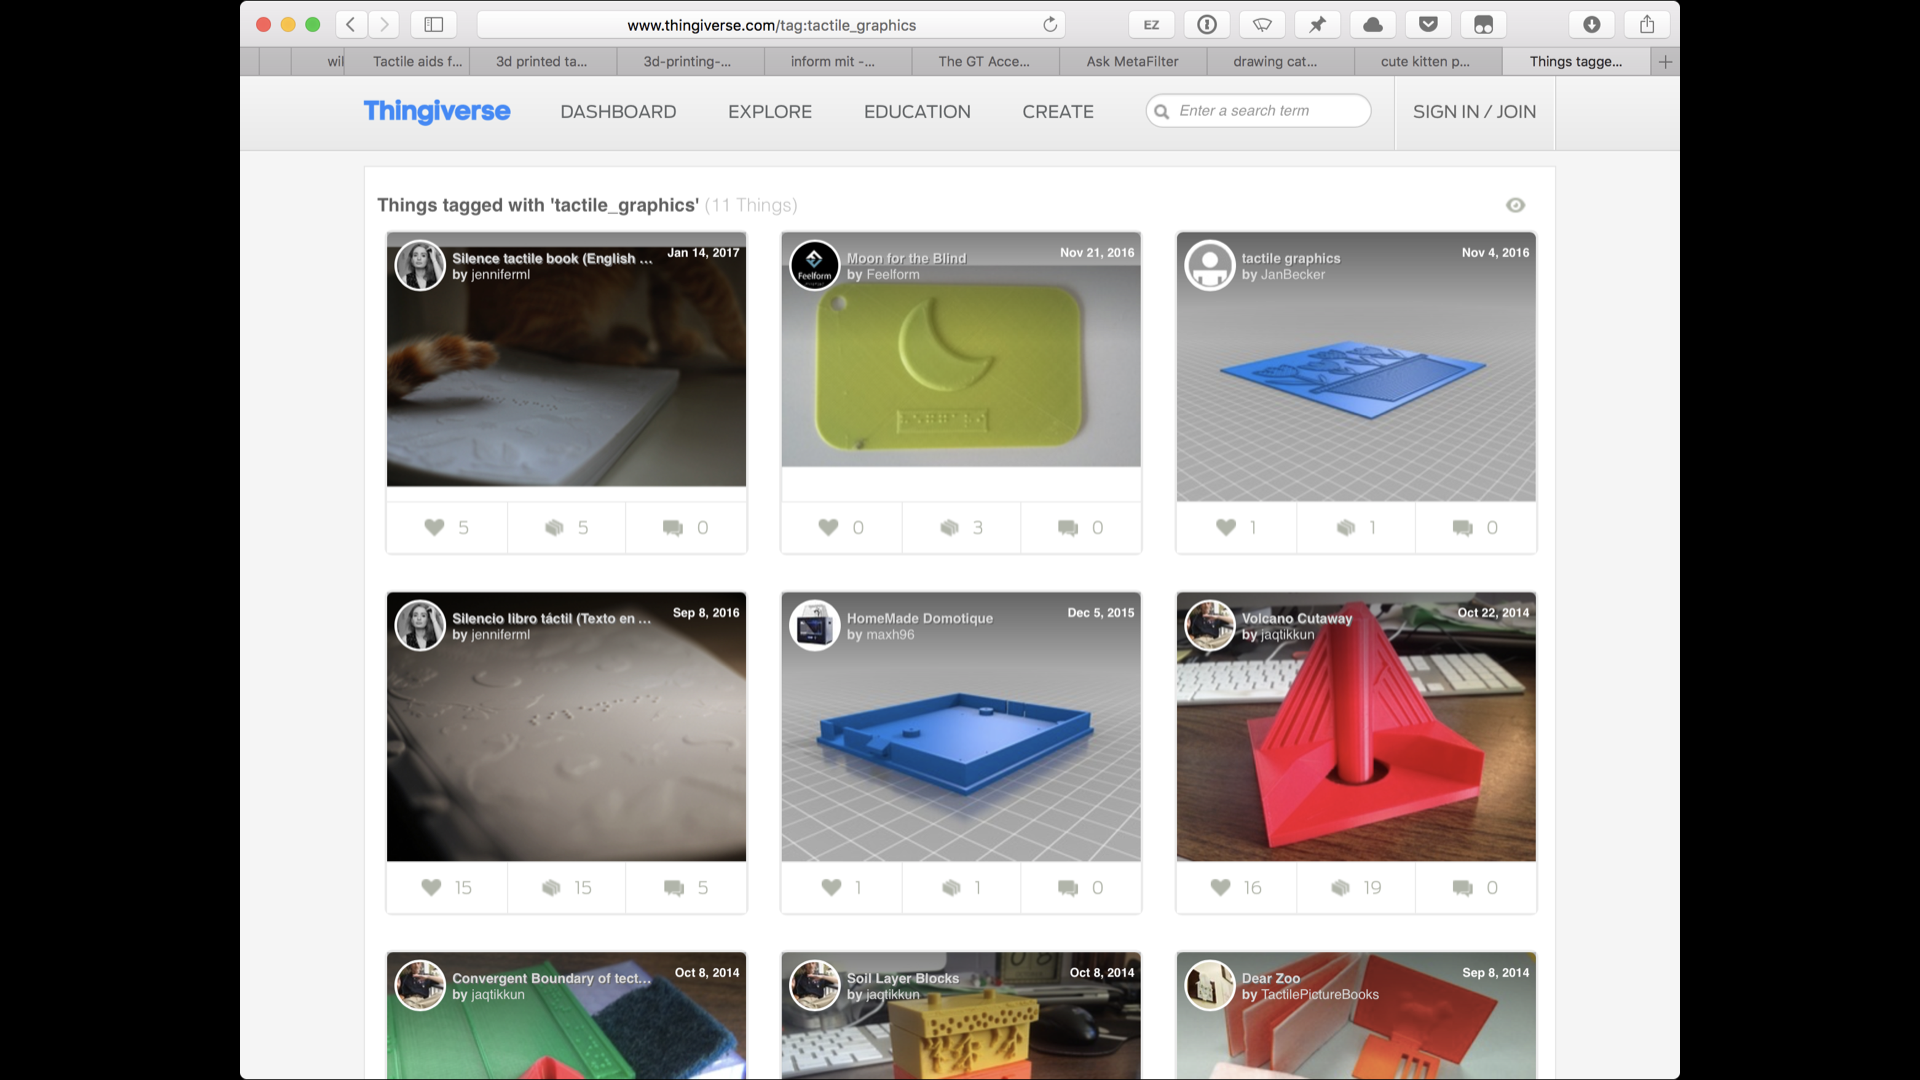 www.thingiverse.com/tag:tactile_graphics
EZ
wil
Tactile aids f...
3d printed ta...
3d-printing-...
inform mit -...
The GT Acce...
Ask MetaFilter
drawing cat...
cute kitten p...
Things tagge...
Thingiverse
DASHBOARD
EXPLORE
EDUCATION
CREATE
Enter a search term
SIGN IN / JOIN
Things tagged with 'tactile_graphics' (11 Things)
Silence tactile book (English ...
by jenniferml
Jan 14, 2017
5 5 0
Feelform
Moon for the Blind
by Feelform
Nov 21, 2016
0 3 0
tactile graphics
by JanBecker
Nov 4, 2016
1 1 0
Silencio libro táctil (Texto en ...
by jenniferml
Sep 8, 2016
15 15 5
HomeMade Domotique
by maxh96
Dec 5, 2015
1 1 0
Volcano Cutaway
by jaqtikkun
Oct 22, 2014
16 19 0
Convergent Boundary of tect...
by jaqtikkun
Oct 8, 2014
Soil Layer Blocks
by jaqtikkun
Oct 8, 2014
Dear Zoo
by TactilePictureBooks
Sep 8, 2014